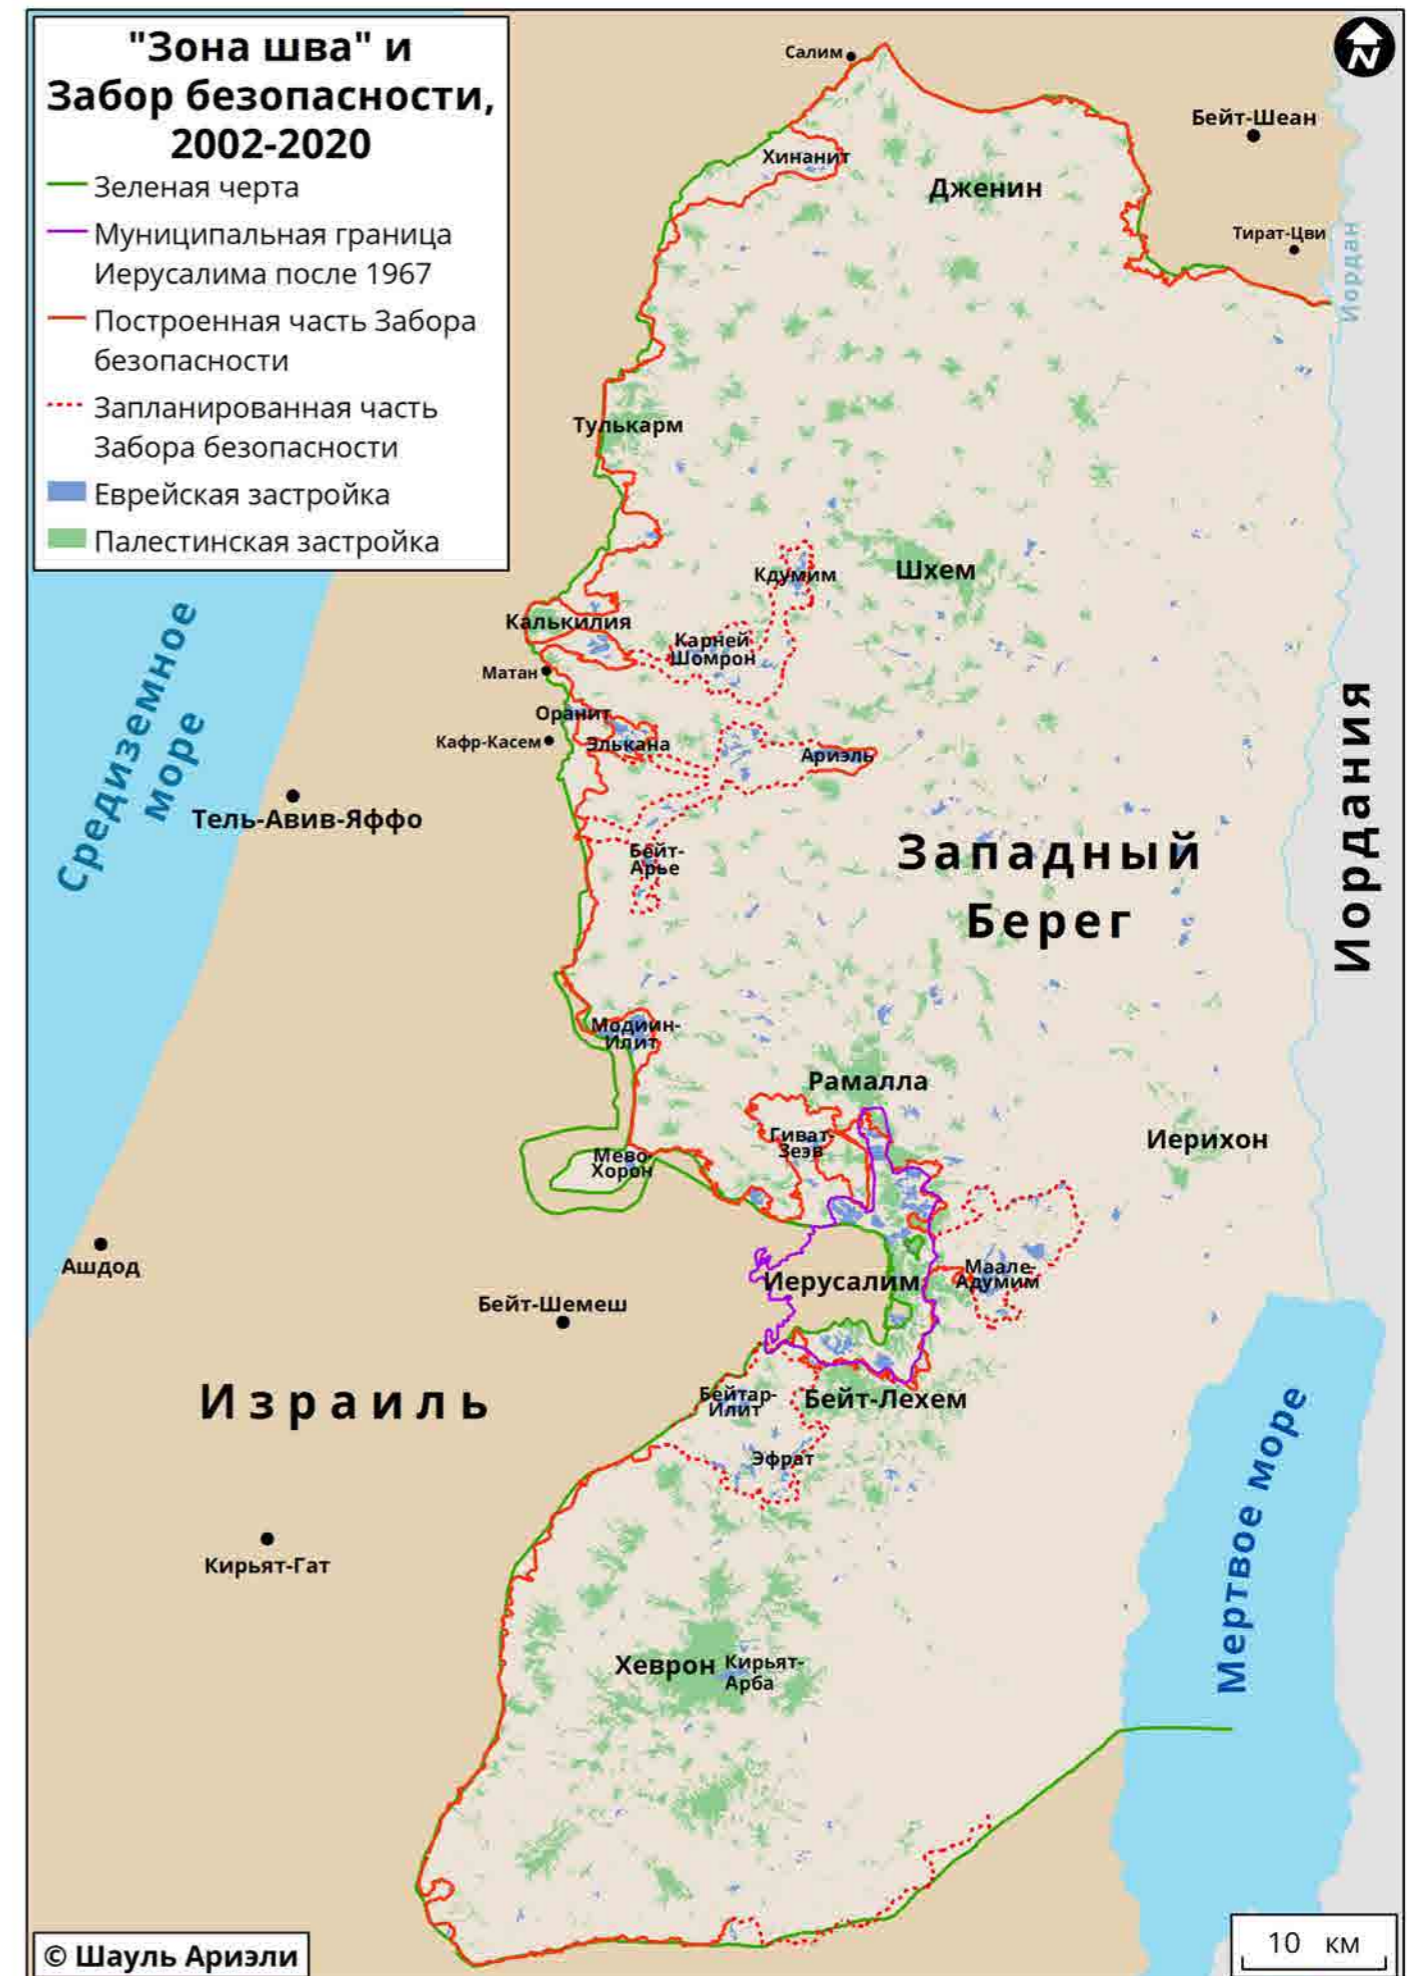 "Зона шва" и
Забор безопасности,
2002-2020
Зеленая черта
Муниципальная граница
Иерусалима после 1967
Построенная часть Забора
безопасности
Запланированная часть
Забора безопасности
Еврейская застройка
Палестинская застройка
N
Салим
Бейт-Шеан
Хинанит
Дженин
Тират-Цви
Иордан
Тулькарм
Кдумим
Шхем
Калькилия
Карней
Шомрон
Матан
Оранит
Кафр-Касем
Элькана
Ариэль
Средиземное
море
Тель-Авив-Яффо
Бейт-
Арье
Западный
Берег
Иордания
Модиин-
Илит
Рамалла
Гиват-
Зеэв
Иерихон
Мево-
Хорон
Ашдод
Иерусалим
Маале-
Адумим
Бейт-Шемеш
Израиль
Бейтар-
Илит
Бейт-Лехем
Эфрат
Мертвое море
Кирьят-Гат
Хеврон
Кирьят-
Арба
© Шауль Ариэли
10 км